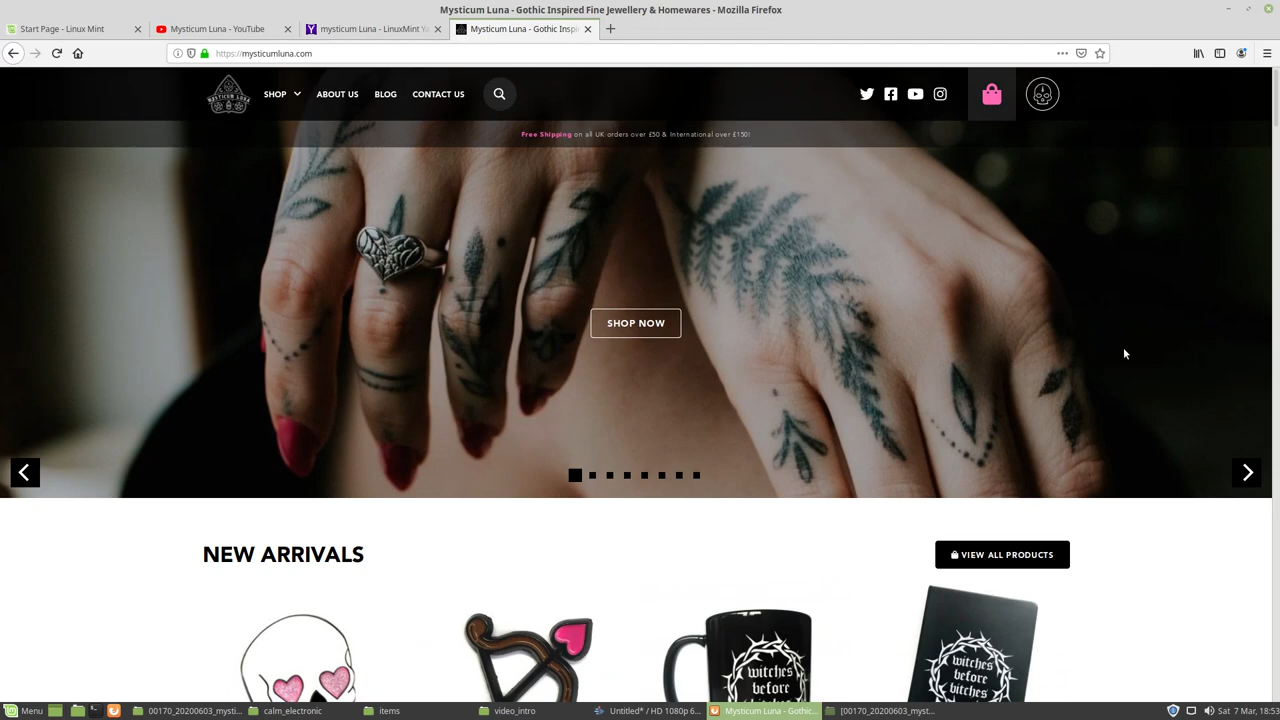 Mysticum Luna - Gothic Inspired Fine Jewellery & Homewares - Mozilla Firefox
Start Page - Linux Mint
Mysticum Luna - YouTube
mysticum Luna - LinuxMint Ya
Mysticum Luna - Gothic Inspi
https://mysticumluna.com
MYSTICUM LUNA
SHOP
ABOUT US
BLOG
CONTACT US
Free Shipping on all UK orders over £50 & International over £150!
SHOP NOW
NEW ARRIVALS
VIEW ALL PRODUCTS
witches
before
witches
before
bitches
Menu
00170_20200603_mysti...
calm_electronic
items
video_intro
Untitled* / HD 1080p 6...
Mysticum Luna - Gothic...
[00170_20200603_myst...
Sat 7 Mar, 18:53